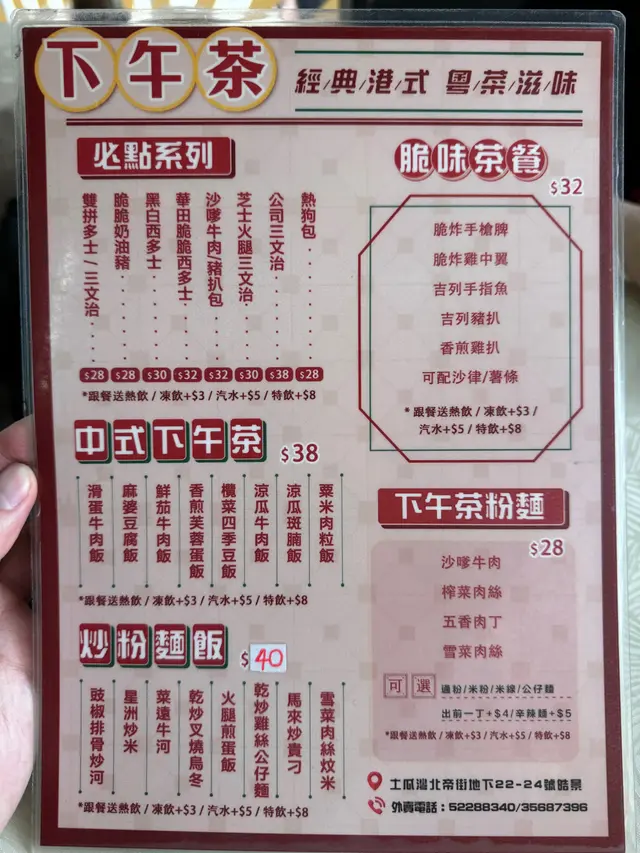 下午茶
經/典/港/式 粵/菜/滋/味
必點系列
熱狗包 $28
公司三文治 $38
芝士火腿三文治 $30
沙嗲牛肉/豬扒包 $32
華田脆脆西多士 $32
黑白西多士 $30
脆脆奶油豬 $28
雙拼多士/三文治 $28
*跟餐送熱飲 / 凍飲+$3 / 汽水+$5 / 特飲+$8
脆味茶餐
$32
脆炸手槍脾
脆炸雞中翼
吉列手指魚
吉列豬扒
香煎雞扒
可配沙律/薯條
*跟餐送熱飲 / 凍飲+$3 /
汽水+$5 / 特飲+$8
中式下午茶 $38
粟米肉粒飯
涼瓜斑腩飯
涼瓜牛肉飯
欖菜四季豆飯
香煎芙蓉蛋飯
鮮茄牛肉飯
麻婆豆腐飯
滑蛋牛肉飯
*跟餐送熱飲 / 凍飲+$3 / 汽水+$5 / 特飲+$8
下午茶粉麵
$28
沙嗲牛肉
榨菜肉絲
五香肉丁
雪菜肉絲
可選 通粉/米粉/米線/公仔麵
出前一丁+$4/辛辣麵+$5
*跟餐送熱飲 / 凍飲+$3 / 汽水+$5 / 特飲+$8
炒粉麵飯 $40
雪菜肉絲炆米
馬來炒貴刁
乾炒雞絲公仔麵
火腿煎蛋飯
乾炒叉燒烏冬
菜遠牛河
星洲炒米
豉椒排骨炒河
*跟餐送熱飲 / 凍飲+$3 / 汽水+$5 / 特飲+$8
土瓜灣北帝街地下22-24號皓景
外賣電話：52288340/35687396